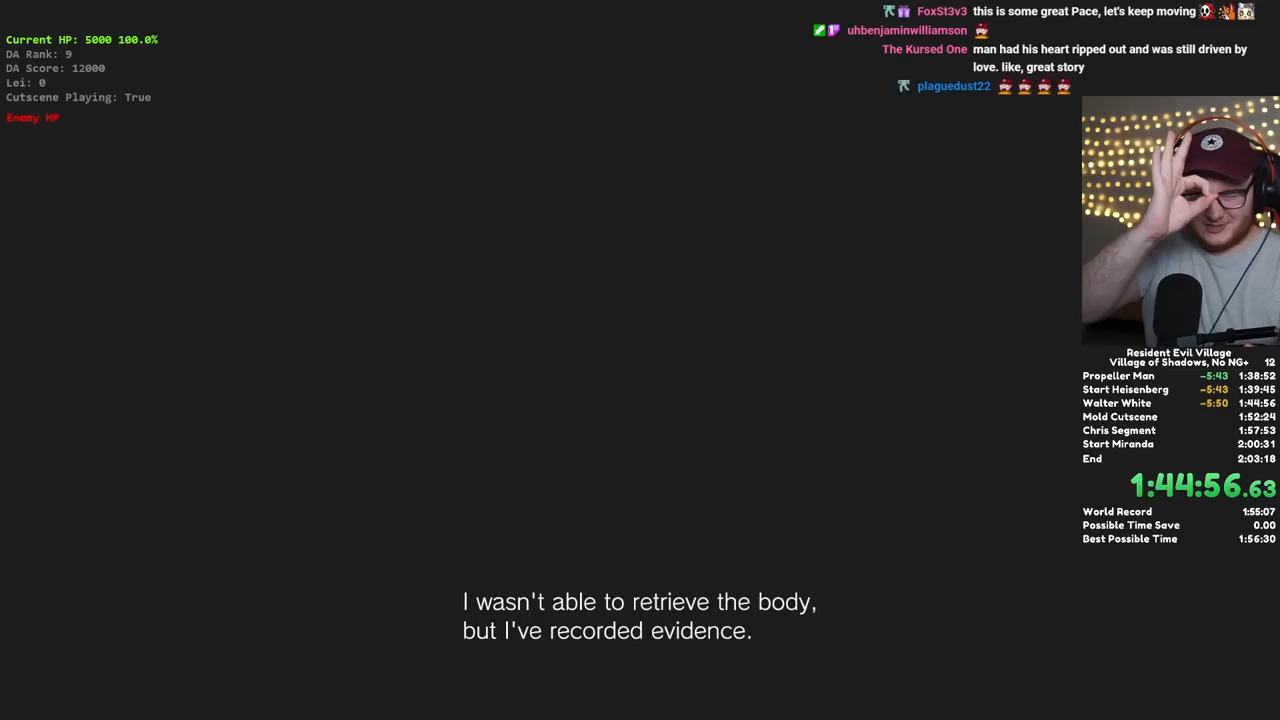 Current HP: 5000 100.0%
DA Rank: 9
DA Score: 12000
Lei: 0
Cutscene Playing: True
Enemy HP
FoxSt3v3 this is some great Pace, let's keep moving
uhbenjaminwilliamson
The Kursed One man had his heart ripped out and was still driven by
love. like, great story
plaguedust22
Resident Evil Village
Village of Shadows, No NG+ 12
Propeller Man -5:43 1:38:52
Start Heisenberg -5:43 1:39:45
Walter White -5:50 1:44:56
Mold Cutscene 1:52:24
Chris Segment 1:57:53
Start Miranda 2:00:31
End 2:03:18
1:44:56.63
World Record 1:55:07
Possible Time Save 0.00
Best Possible Time 1:56:30
I wasn't able to retrieve the body,
but I've recorded evidence.